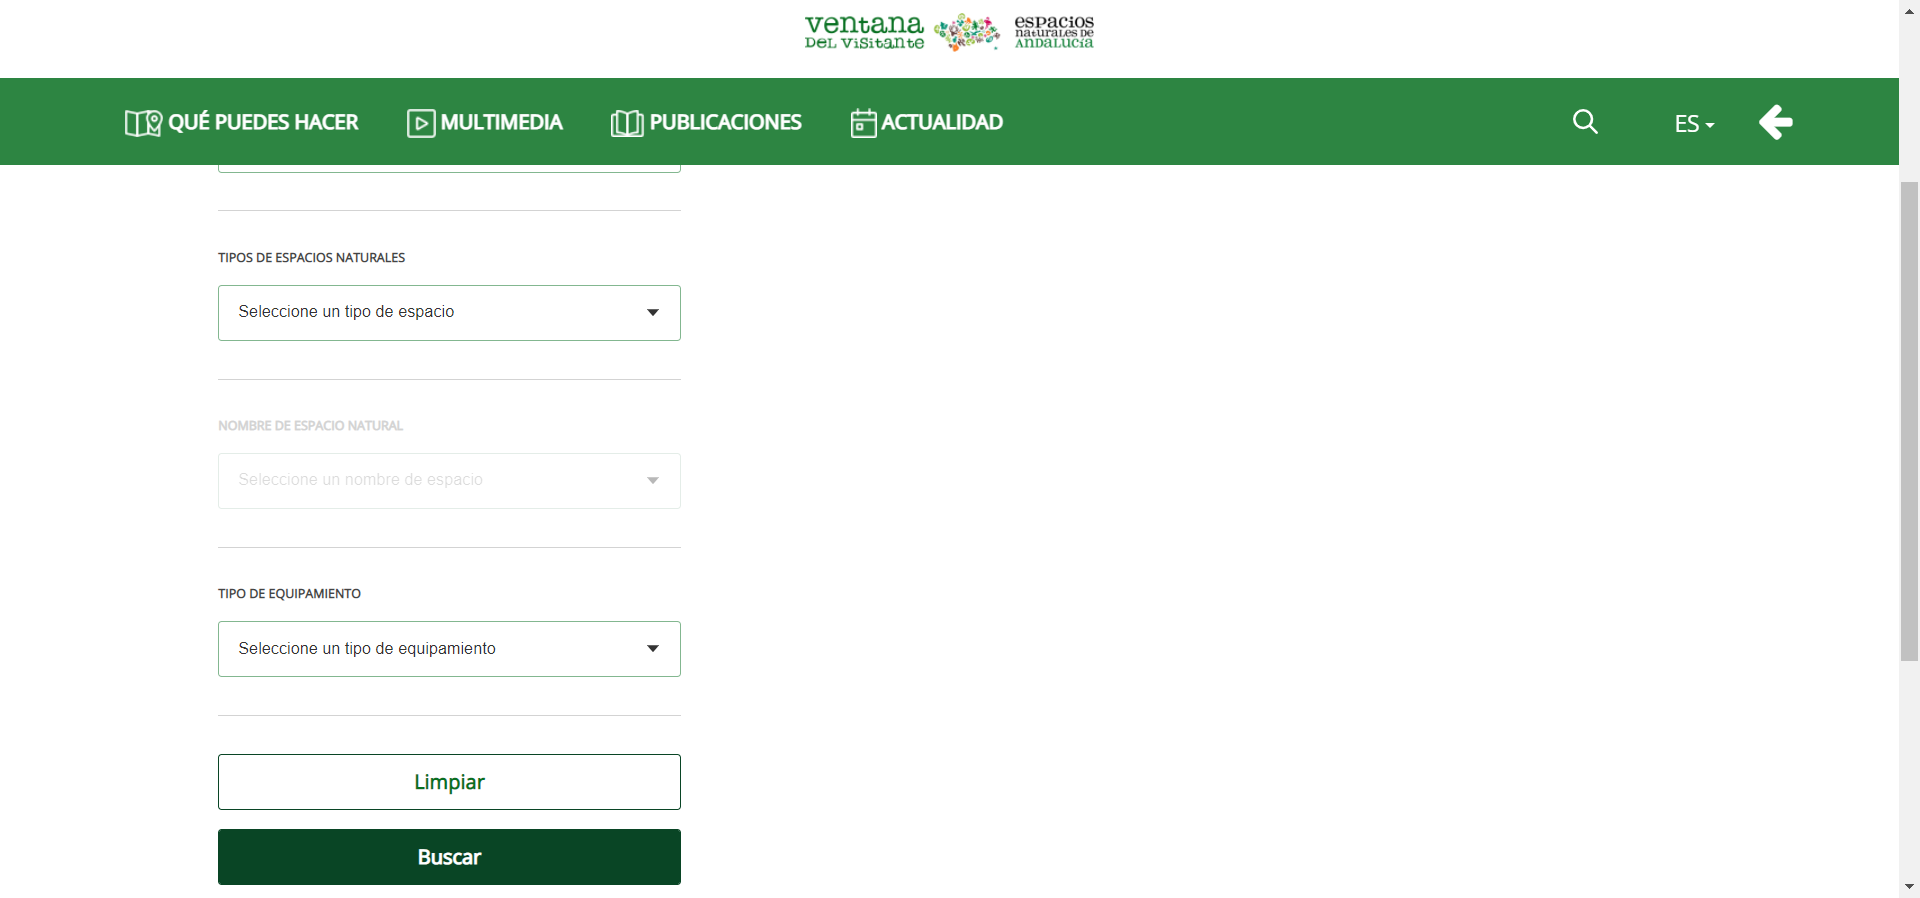 ventana
DEL VISITANTE
espacios
naturales de
ANDALUCÍA
QUÉ PUEDES HACER
MULTIMEDIA
PUBLICACIONES
ACTUALIDAD
ES
TIPOS DE ESPACIOS NATURALES
Seleccione un tipo de espacio
NOMBRE DE ESPACIO NATURAL
Seleccione un nombre de espacio
TIPO DE EQUIPAMIENTO
Seleccione un tipo de equipamiento
Limpiar
Buscar